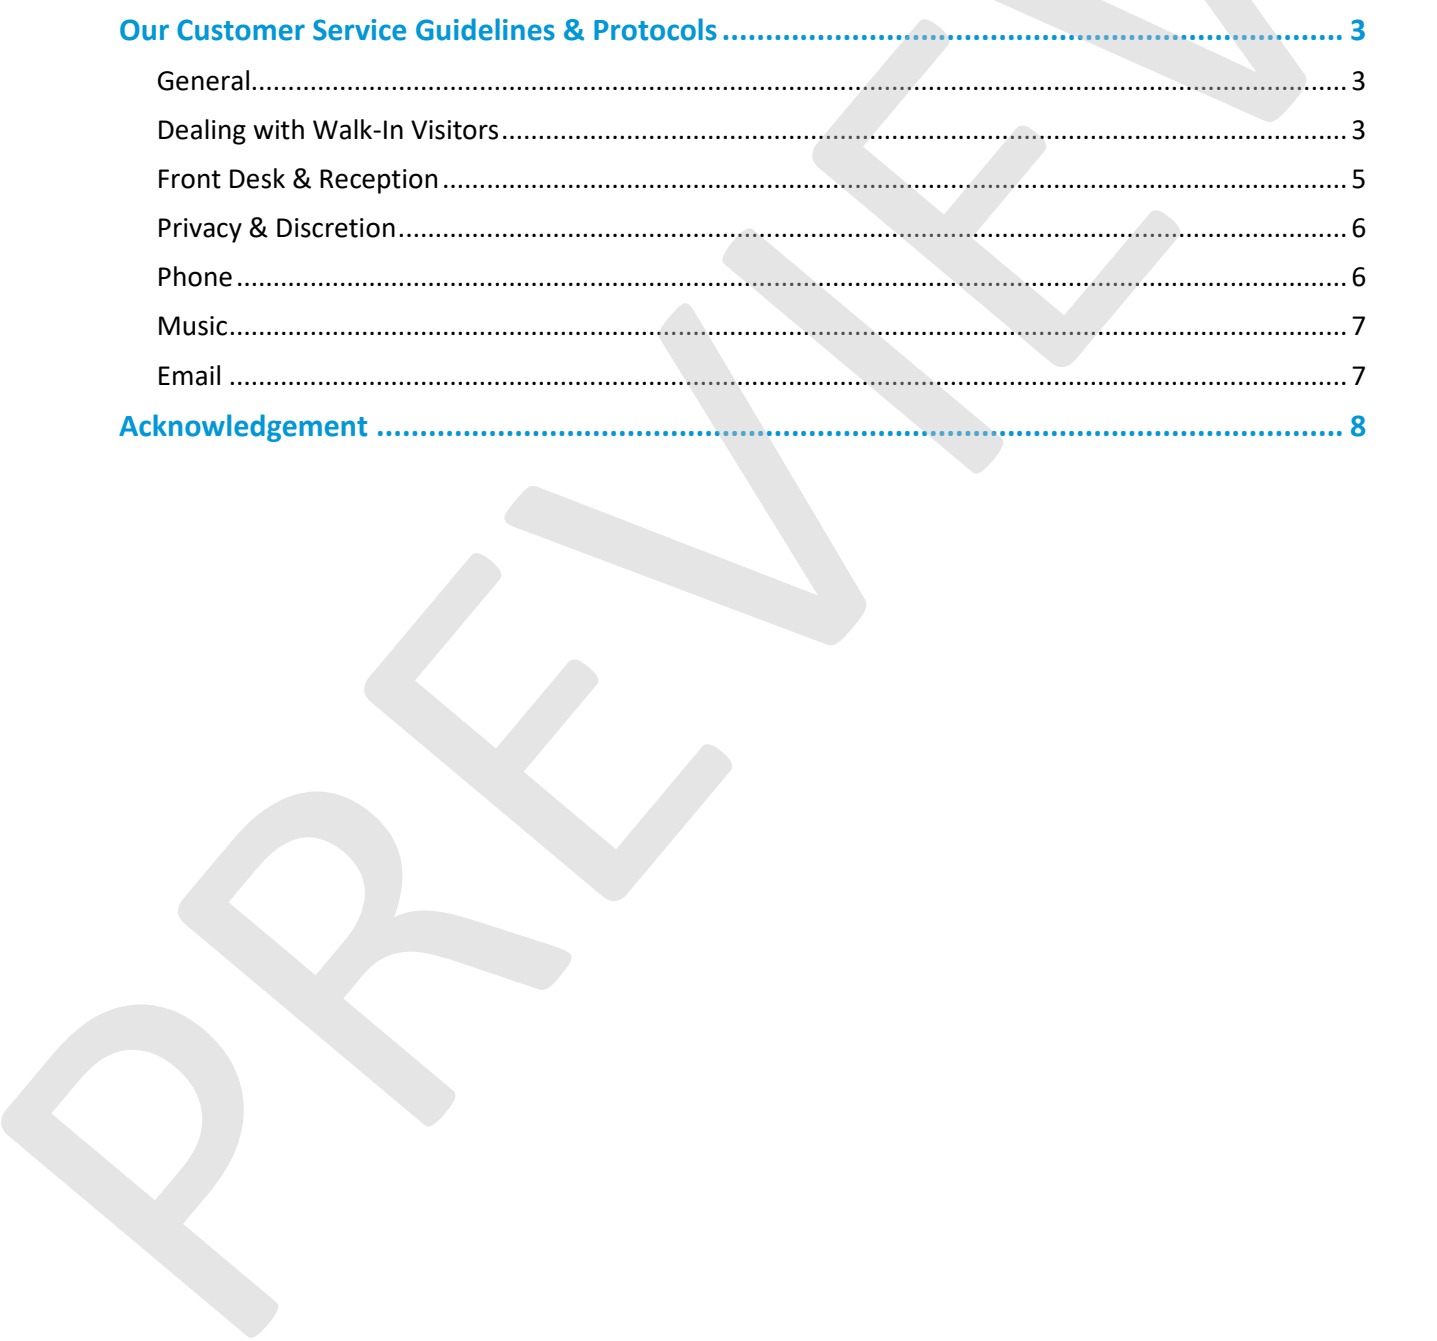 Our Customer Service Guidelines & Protocols ........................................................................................ 3
General ........................................................................................ 3
Dealing with Walk-In Visitors ........................................................................................ 3
Front Desk & Reception ........................................................................................ 5
Privacy & Discretion ........................................................................................ 6
Phone ........................................................................................ 6
Music ........................................................................................ 7
Email ........................................................................................ 7
Acknowledgement ........................................................................................ 8
PREVIEW